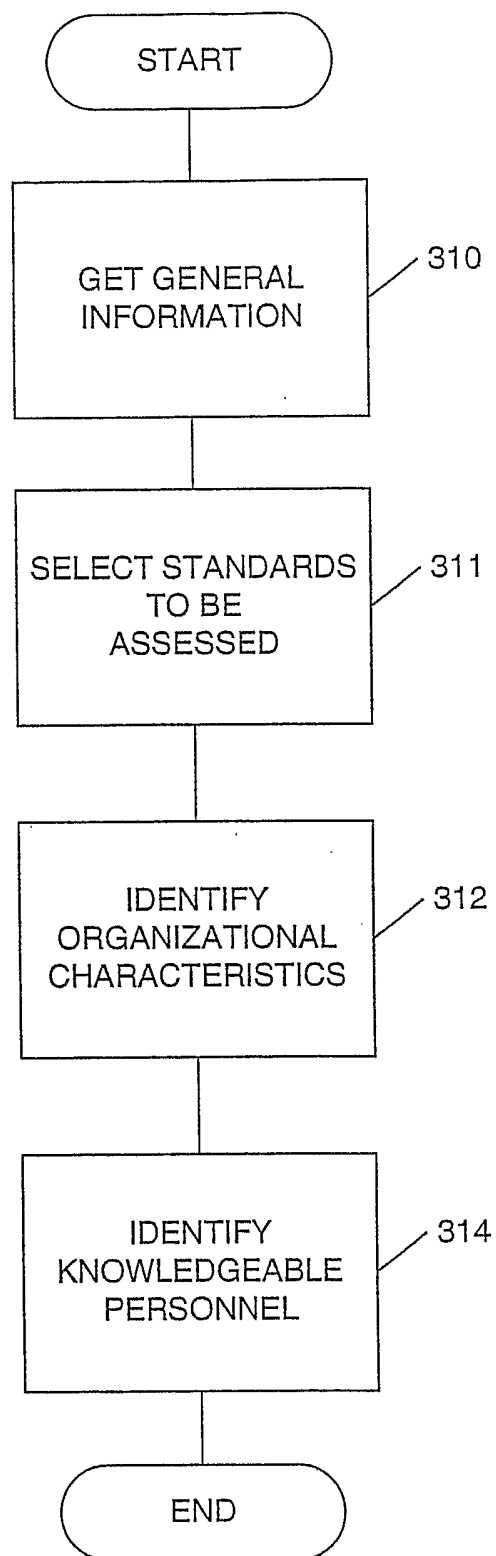 START
GET GENERAL
INFORMATION
310
SELECT STANDARDS
TO BE
ASSESSED
311
IDENTIFY
ORGANIZATIONAL
CHARACTERISTICS
312
IDENTIFY
KNOWLEDGEABLE
PERSONNEL
314
END